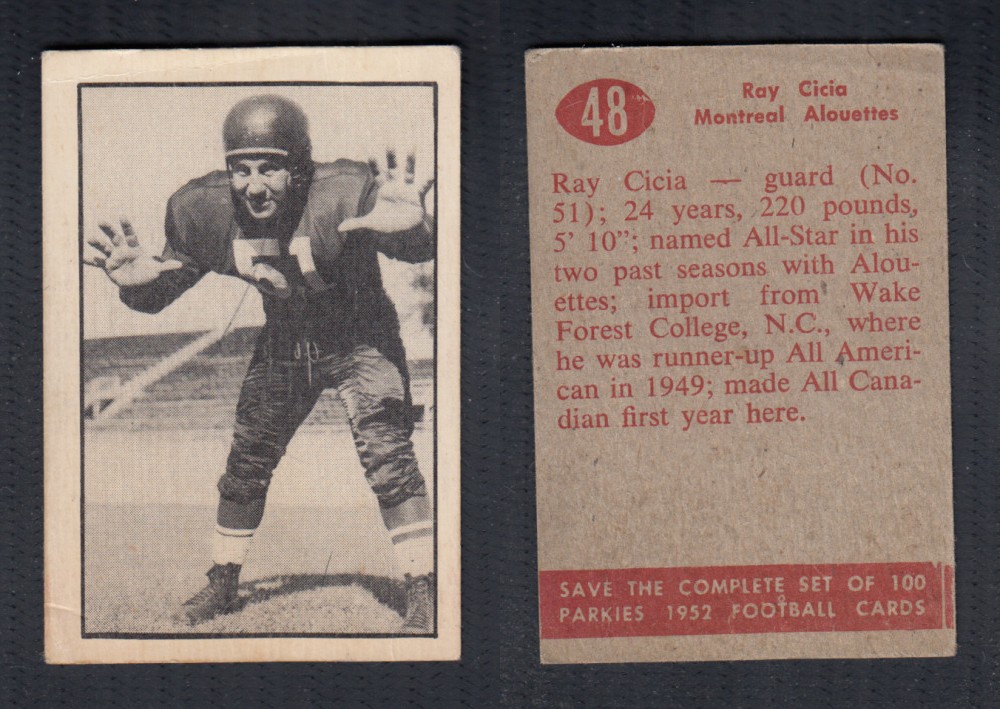 51
48
Ray Cicia
Montreal Alouettes
Ray Cicia — guard (No.
51); 24 years, 220 pounds,
5' 10"; named All-Star in his
two past seasons with Alou-
ettes; import from Wake
Forest College, N.C., where
he was runner-up All Ameri-
can in 1949; made All Cana-
dian first year here.
SAVE THE COMPLETE SET OF 100
PARKIES 1952 FOOTBALL CARDS